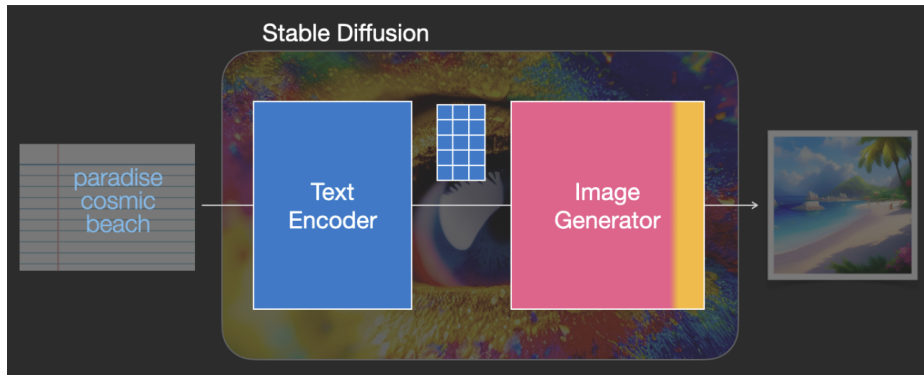 Stable Diffusion
paradise
cosmic
beach
Text
Encoder
Image
Generator